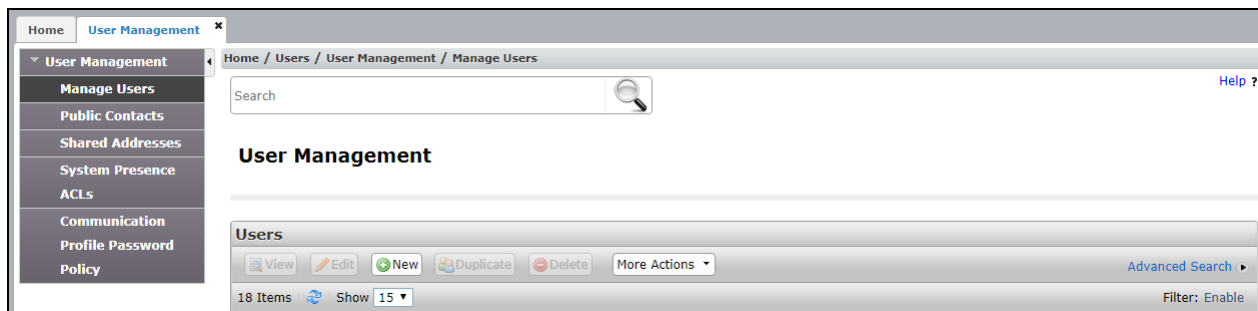 Home User Management ✖
User Management
Manage Users
Public Contacts
Shared Addresses
System Presence
ACLs
Communication
Profile Password
Policy
Home / Users / User Management / Manage Users
Search
Help ?
User Management
Users
View Edit New Duplicate Delete More Actions Advanced Search
18 Items Show 15 Filter: Enable